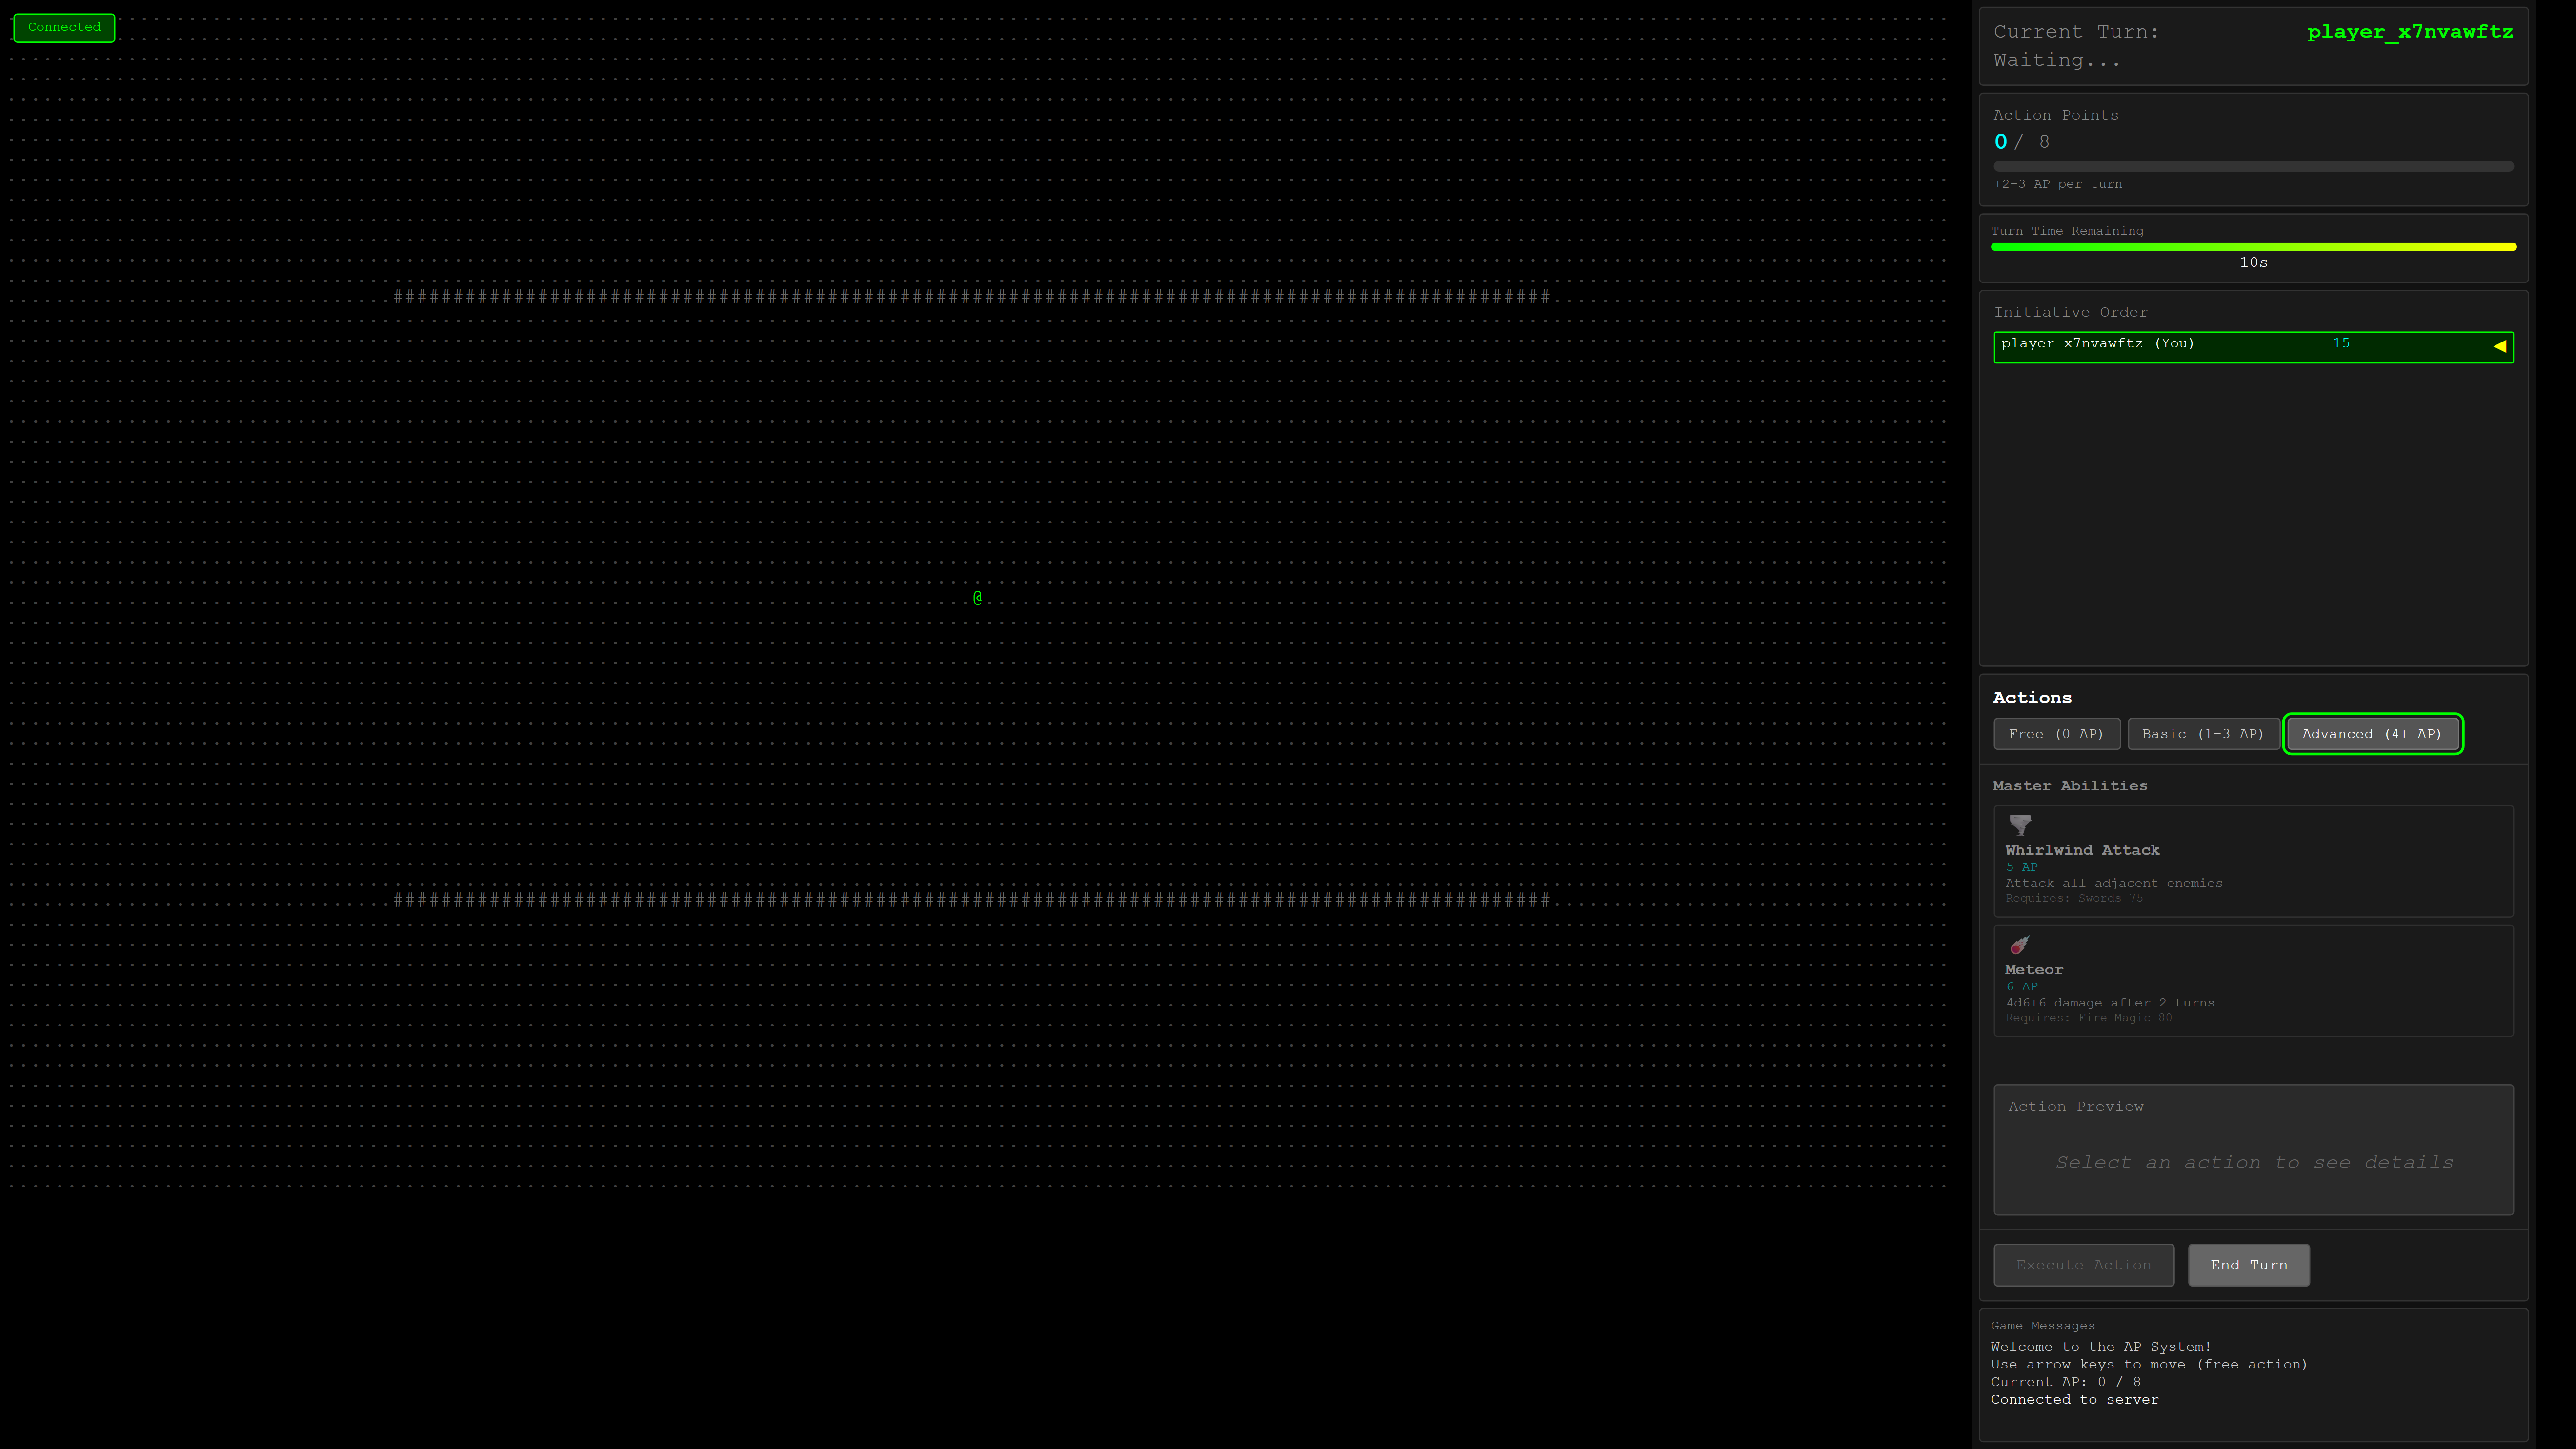 Connected
@
Current Turn:
player_x7nvawftz
Waiting...
Action Points
0 / 8
+2-3 AP per turn
Turn Time Remaining
10s
Initiative Order
player_x7nvawftz (You) 15 ◀
Actions
Free (0 AP) Basic (1-3 AP) Advanced (4+ AP)
Master Abilities
Whirlwind Attack
5 AP
Attack all adjacent enemies
Requires: Swords 75
Meteor
6 AP
4d6+6 damage after 2 turns
Requires: Fire Magic 80
Action Preview
Select an action to see details
Execute Action End Turn
Game Messages
Welcome to the AP System!
Use arrow keys to move (free action)
Current AP: 0 / 8
Connected to server